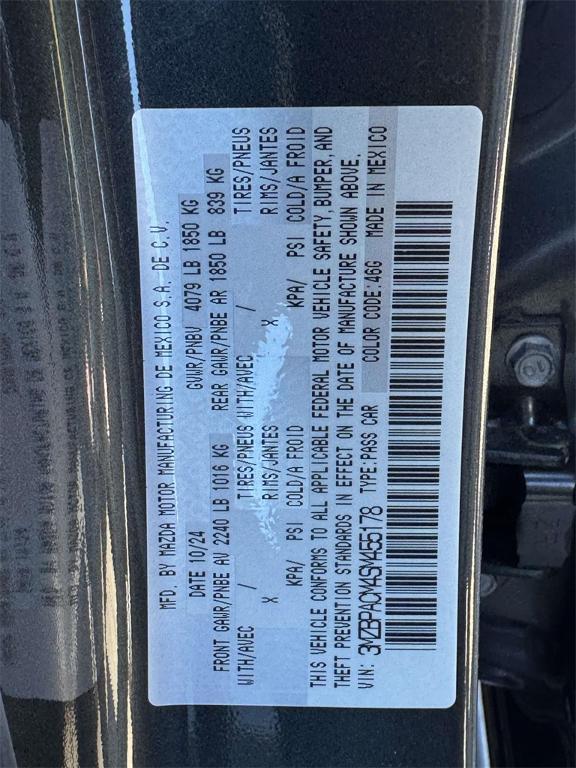 MFD. BY MAZDA MOTOR MANUFACTURING DE MEXICO S.A. DE C.V.
DATE 10/24 GVWR/PNBV 4079 LB 1850 KG
FRONT GAWR/PNBE AV 2240 LB 1016 KG REAR GAWR/PNBE AR 1850 LB 839 KG
WITH/AVEC / TIRES/PNEUS WITH/AVEC / TIRES/PNEUS
X RIMS/JANTES X RIMS/JANTES
KPA/ PSI COLD/A FROID KPA/ PSI COLD/A FROID
THIS VEHICLE CONFORMS TO ALL APPLICABLE FEDERAL MOTOR VEHICLE SAFETY, BUMPER, AND
THEFT PREVENTION STANDARDS IN EFFECT ON THE DATE OF MANUFACTURE SHOWN ABOVE.
VIN: 3MZBPACM4SM455178 TYPE:PASS CAR COLOR CODE:46G MADE IN MEXICO